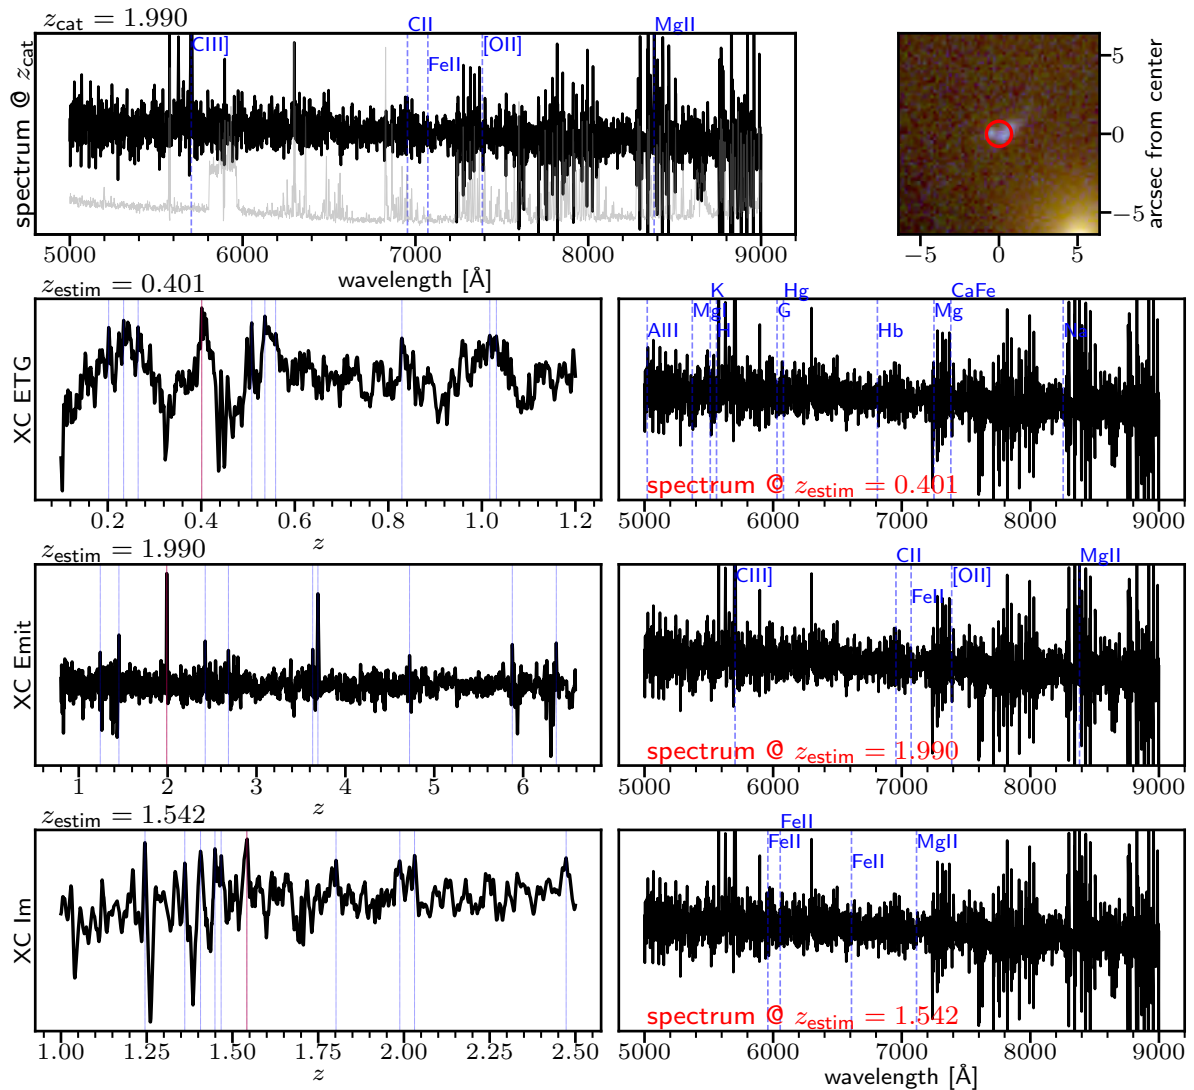 z_cat = 1.990
CII
MgII
CIII]
[OII]
FeII
spectrum @ z_cat
5000 6000 7000 8000 9000
wavelength [Å]
5
0
−5
arcsec from center
−5 0 5
z_estim = 0.401
XC ETG
0.2 0.4 0.6 0.8 1.0 1.2
z
K Hg CaFe
MgI G Mg
AlII H Hb Na
spectrum @ z_estim = 0.401
5000 6000 7000 8000 9000
z_estim = 1.990
XC Emit
1 2 3 4 5 6
z
CII MgII
CIII] [OII]
FeII
spectrum @ z_estim = 1.990
5000 6000 7000 8000 9000
z_estim = 1.542
XC Im
1.00 1.25 1.50 1.75 2.00 2.25 2.50
z
FeII
FeII MgII
FeII
spectrum @ z_estim = 1.542
5000 6000 7000 8000 9000
wavelength [Å]